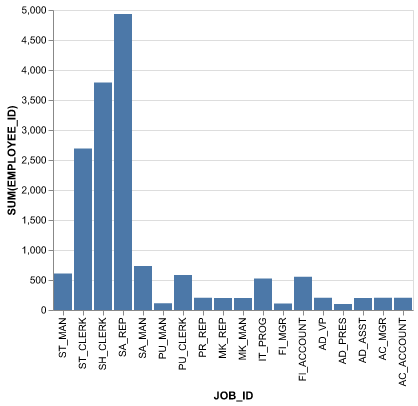 5,000
4,500
4,000
3,500
3,000
2,500
2,000
1,500
1,000
500
0
SUM(EMPLOYEE_ID)
ST_MAN
ST_CLERK
SH_CLERK
SA_REP
SA_MAN
PU_MAN
PU_CLERK
PR_REP
MK_REP
MK_MAN
IT_PROG
FI_MGR
FI_ACCOUNT
AD_VP
AD_PRES
AD_ASST
AC_MGR
AC_ACCOUNT
JOB_ID